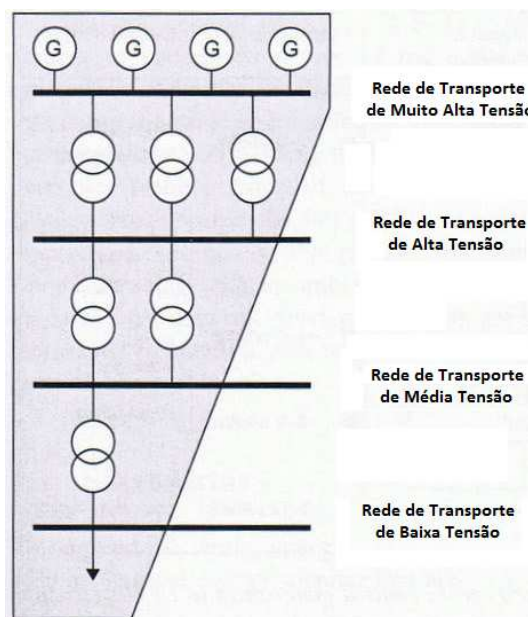 G G G G
Rede de Transporte
de Muito Alta Tensão
Rede de Transporte
de Alta Tensão
Rede de Transporte
de Média Tensão
Rede de Transporte
de Baixa Tensão